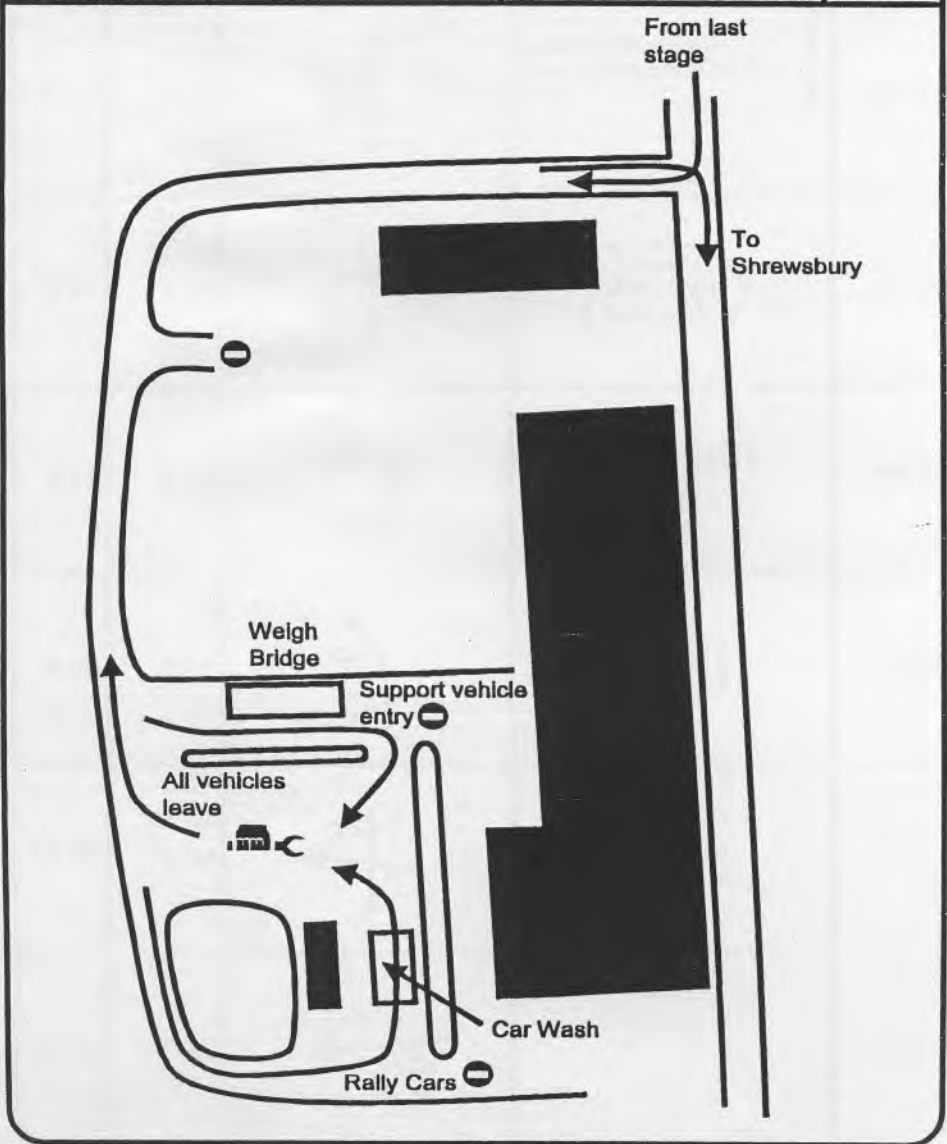 From last
stage
To
Shrewsbury
Weigh
Bridge
Support vehicle
entry
All vehicles
leave
Car Wash
Rally Cars